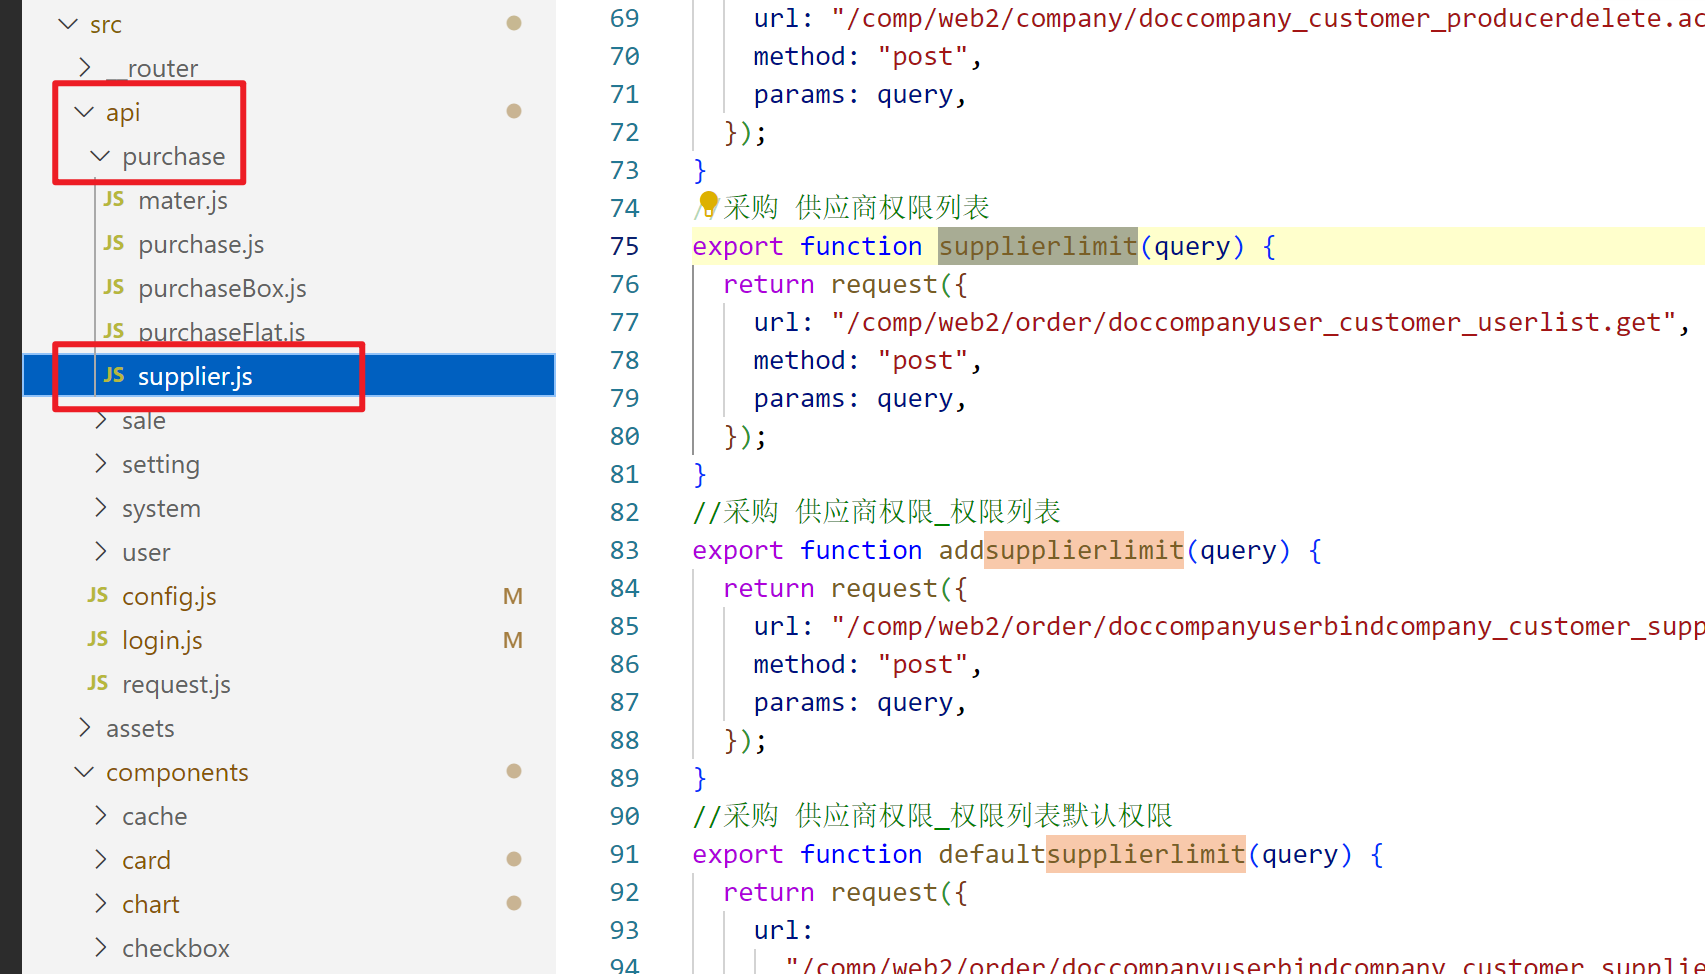 src
__router
api
purchase
JS mater.js
JS purchase.js
JS purchaseBox.js
JS purchaseFlat.js
JS supplier.js
sale
setting
system
user
JS config.js M
JS login.js M
JS request.js
assets
components
cache
card
chart
checkbox
69 url: "/comp/web2/company/doccompany_customer_producerdelete.ac
70 method: "post",
71 params: query,
72 });
73 }
74 //采购 供应商权限列表
75 export function supplierlimit(query) {
76 return request({
77 url: "/comp/web2/order/doccompanyuser_customer_userlist.get",
78 method: "post",
79 params: query,
80 });
81 }
82 //采购 供应商权限_权限列表
83 export function addsupplierlimit(query) {
84 return request({
85 url: "/comp/web2/order/doccompanyuserbindcompany_customer_supp
86 method: "post",
87 params: query,
88 });
89 }
90 //采购 供应商权限_权限列表默认权限
91 export function defaultsupplierlimit(query) {
92 return request({
93 url:
94 "/comp/web2/order/doccompanyuserbindcompany_customer_supplie